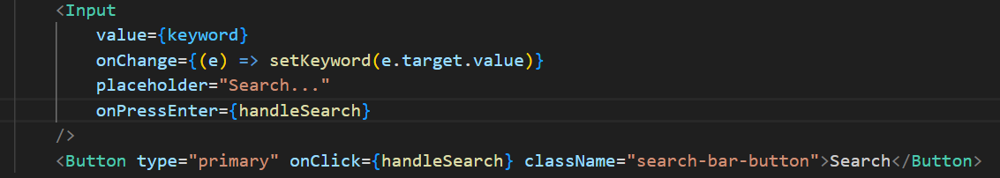 <Input
value={keyword}
onChange={(e) => setKeyword(e.target.value)}
placeholder="Search..."
onPressEnter={handleSearch}
/>
<Button type="primary" onClick={handleSearch} className="search-bar-button">Search</Button>